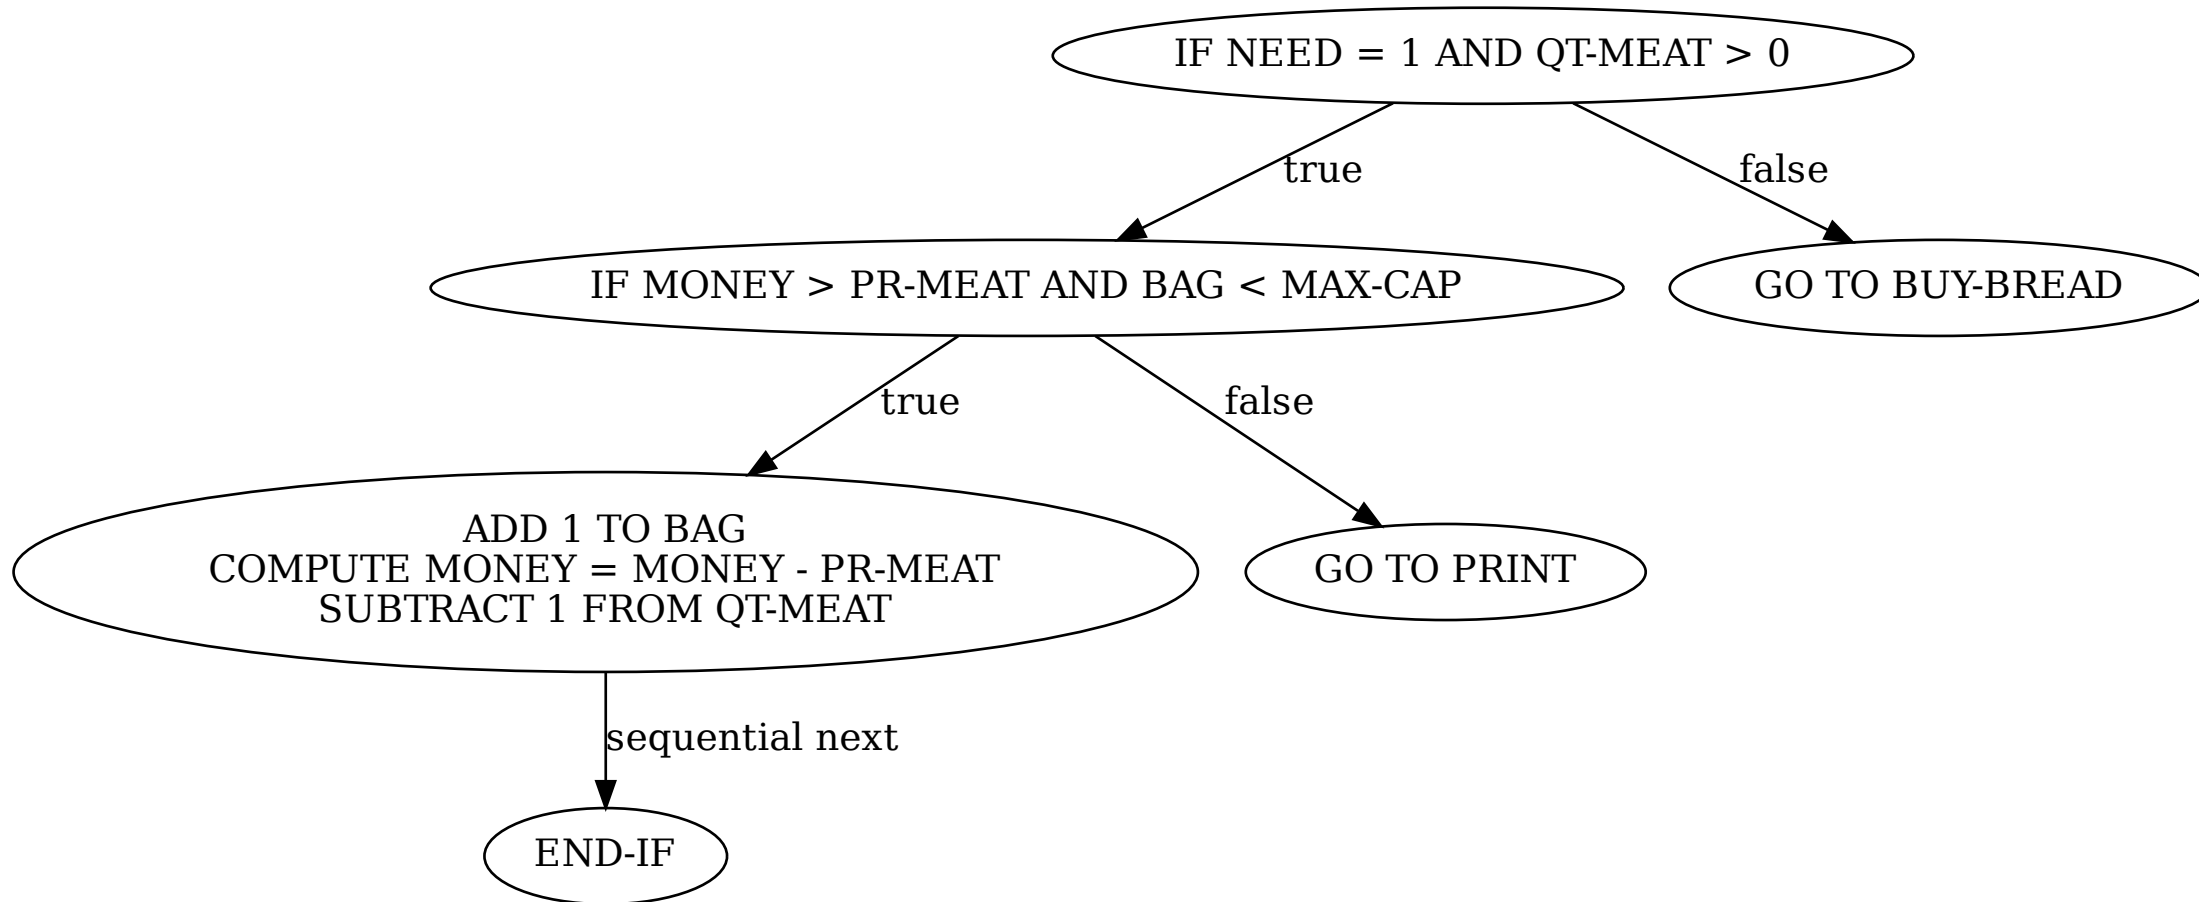 IF NEED = 1 AND QT-MEAT > 0
true
false
IF MONEY > PR-MEAT AND BAG < MAX-CAP
GO TO BUY-BREAD
true
false
ADD 1 TO BAG
COMPUTE MONEY = MONEY - PR-MEAT
SUBTRACT 1 FROM QT-MEAT
GO TO PRINT
sequential next
END-IF